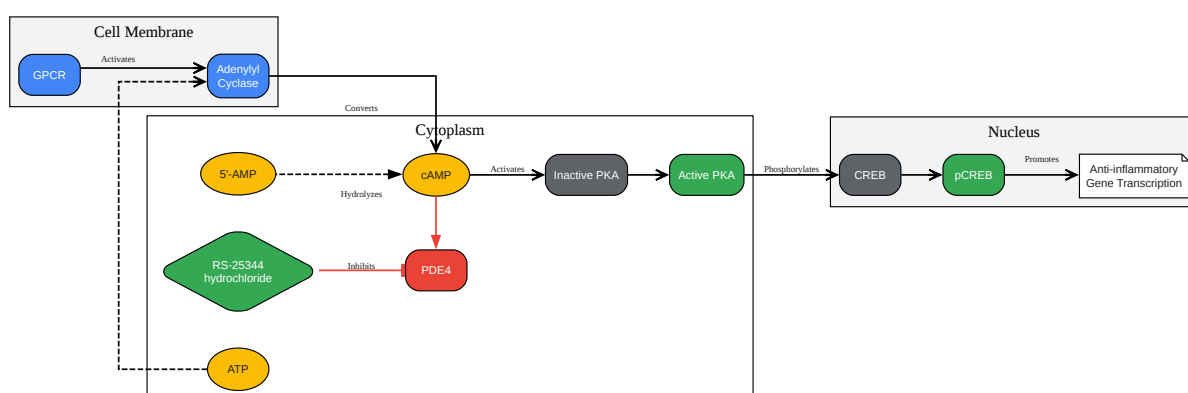 Cell Membrane
GPCR
Activates
Adenylyl
Cyclase
Converts
Cytoplasm
5'-AMP
Hydrolyzes
cAMP
Activates
Inactive PKA
Active PKA
Phosphorylates
Nucleus
CREB
pCREB
Promotes
Anti-inflammatory
Gene Transcription
RS-25344
hydrochloride
Inhibits
PDE4
ATP